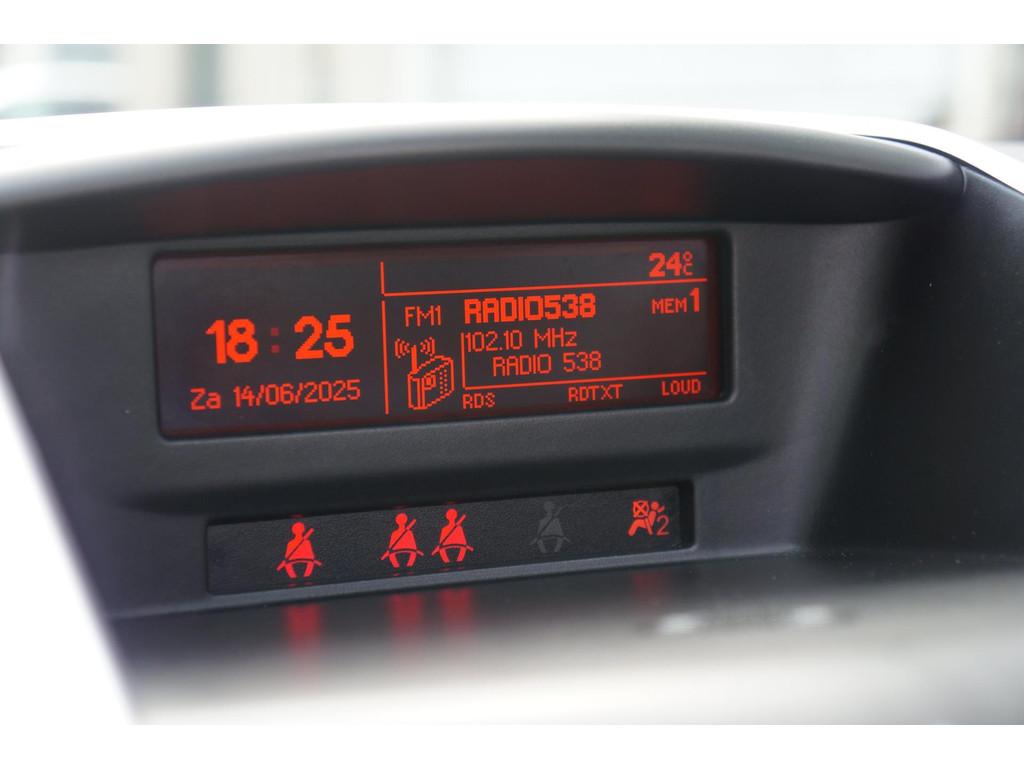 24°C
18:25
Za 14/06/2025
FM1 RADIO538 MEM1
102.10 MHz
RADIO 538
RDS RDTXT LOUD
2